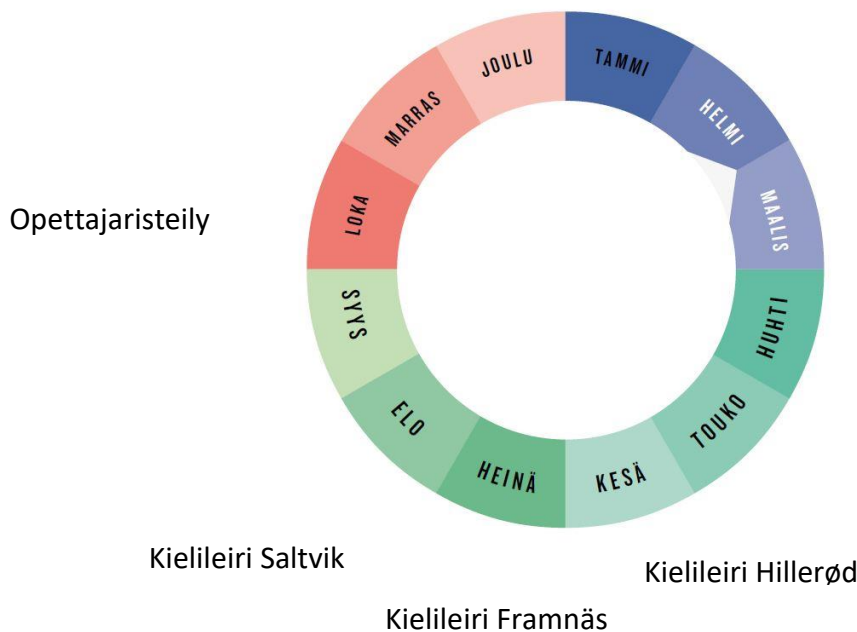 JOULU
TAMMI
MARRAS
HELMI
LOKA
MAALIS
Opettajaristeily
SYYS
HUHTI
ELO
TOUKO
HEINÄ
KESÄ
Kielileiri Saltvik
Kielileiri Hillerød
Kielileiri Framnäs